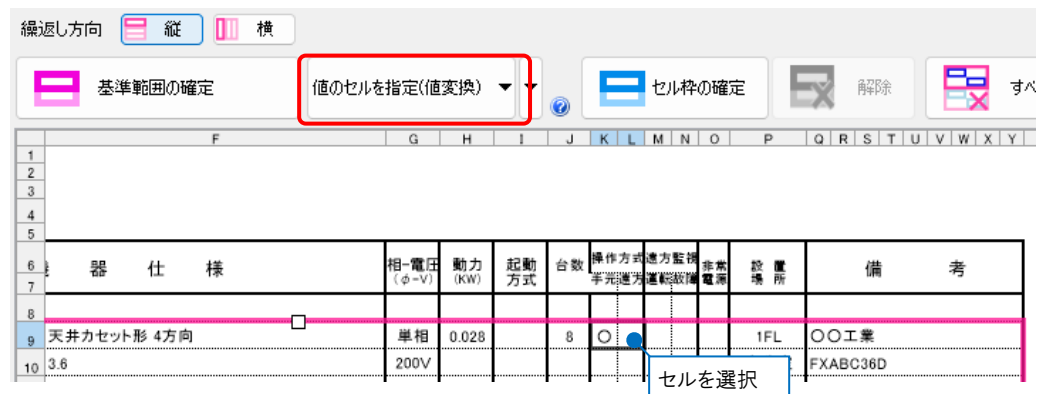 繰返し方向 縦 横
基準範囲の確定 値のセルを指定(値変換) セル枠の確定 解除 すべ
F G H I J K L M N O P Q R S T U V W X Y
1
2
3
4
5
6 器 仕 様 相-電圧 動力 起動 台数 操作方式 遠方監視 非常 設 置 備 考
7 (φ-V) (KW) 方式 手元 遠方 運転 故障 電源 場 所
8
9 天井カセット形 4方向 単相 0.028 8 〇 1FL 〇〇工業
10 3.6 200V FXABC36D
セルを選択